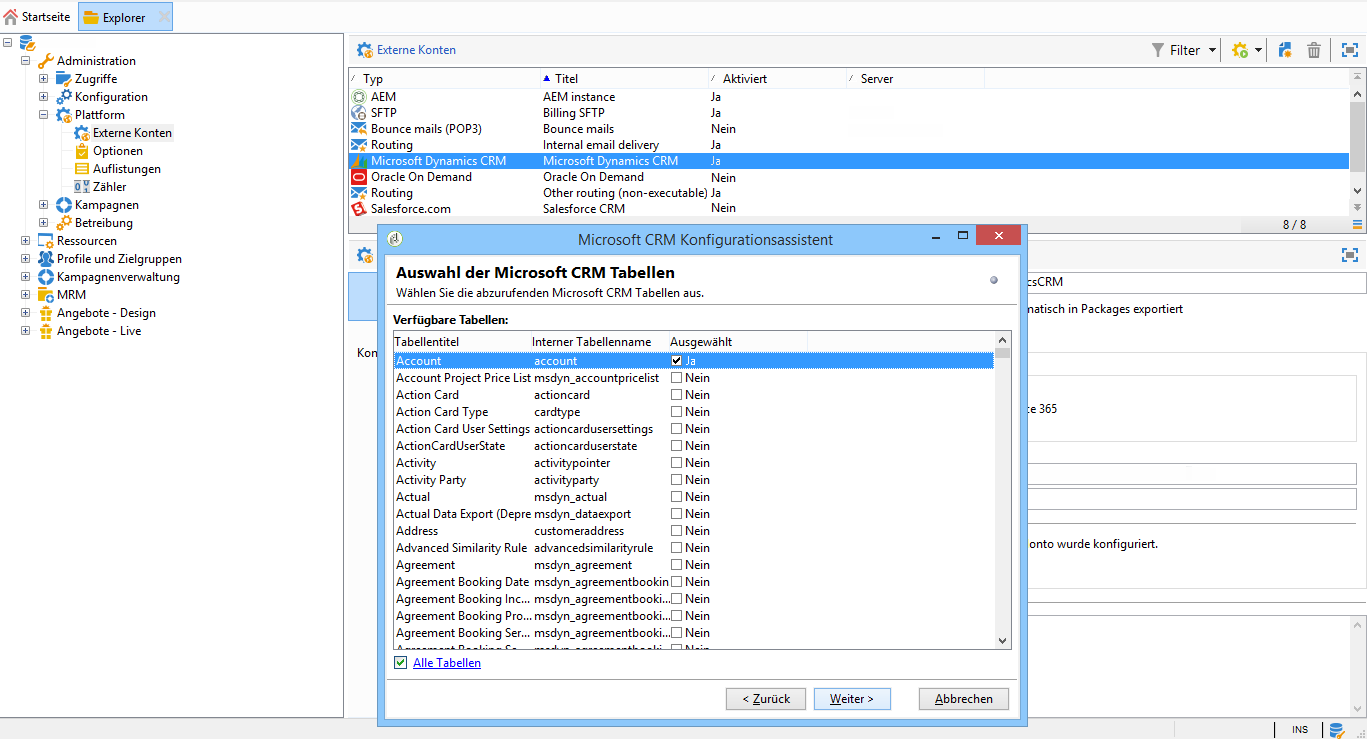 Startseite
Explorer
Administration
Zugriffe
Konfiguration
Plattform
Externe Konten
Optionen
Auflistungen
Zähler
Kampagnen
Betreibung
Ressourcen
Profile und Zielgruppen
Kampagnenverwaltung
MRM
Angebote - Design
Angebote - Live
Externe Konten
Filter
Typ Titel Aktiviert Server
AEM AEM instance Ja
SFTP Billing SFTP Ja
Bounce mails (POP3) Bounce mails Nein
Routing Internal email delivery Ja
Microsoft Dynamics CRM Microsoft Dynamics CRM Ja
Oracle On Demand Oracle On Demand Nein
Routing Other routing (non-executable) Ja
Salesforce.com Salesforce CRM Nein
8 / 8
Microsoft CRM Konfigurationsassistent
Auswahl der Microsoft CRM Tabellen
Wählen Sie die abzurufenden Microsoft CRM Tabellen aus.
Verfügbare Tabellen:
Tabellentitel Interner Tabellenname Ausgewählt
Account account Ja
Account Project Price List msdyn_accountpricelist Nein
Action Card actioncard Nein
Action Card Type cardtype Nein
Action Card User Settings actioncardusersettings Nein
ActionCardUserState actioncarduserstate Nein
Activity activitypointer Nein
Activity Party activityparty Nein
Actual msdyn_actual Nein
Actual Data Export (Depre msdyn_dataexport Nein
Address customeraddress Nein
Advanced Similarity Rule advancedsimilarityrule Nein
Agreement msdyn_agreement Nein
Agreement Booking Date msdyn_agreementbookin Nein
Agreement Booking Inc... msdyn_agreementbooki... Nein
Agreement Booking Pro... msdyn_agreementbooki... Nein
Agreement Booking Ser... msdyn_agreementbooki... Nein
Alle Tabellen
< Zurück
Weiter >
Abbrechen
csCRM
matisch in Packages exportiert
Kon
ce 365
onto wurde konfiguriert.
INS